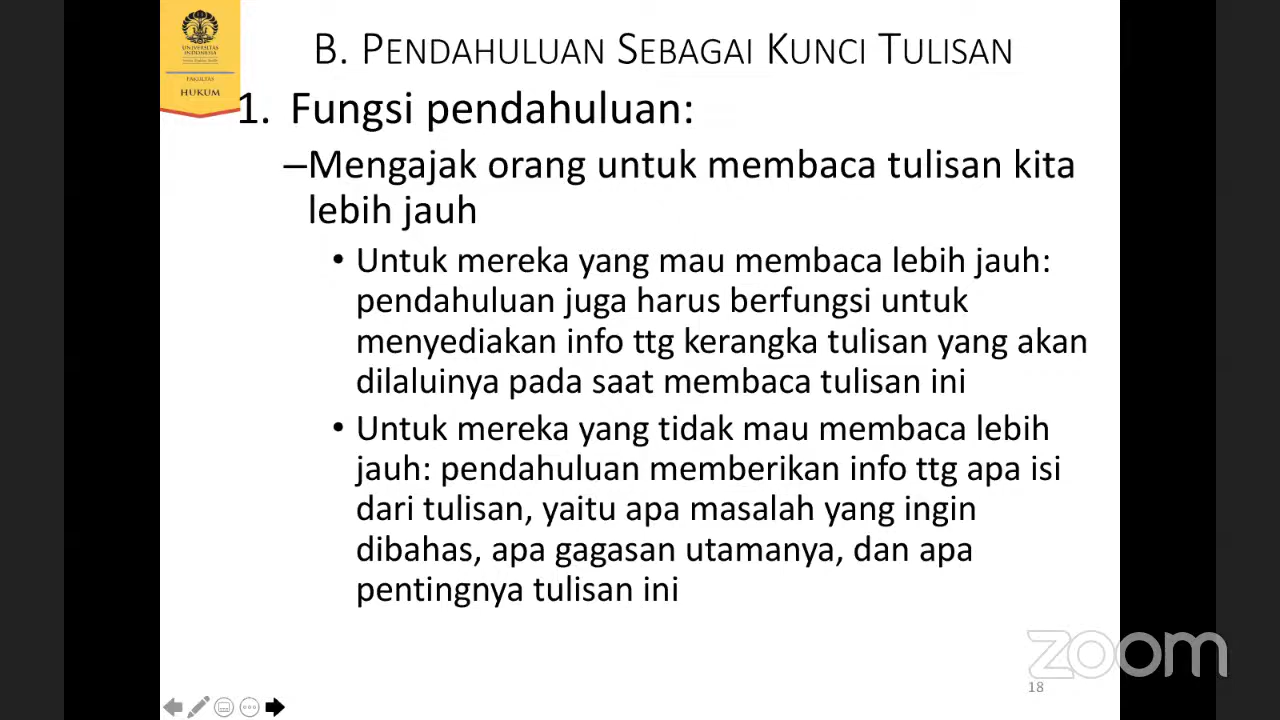 UNIVERSITAS
INDONESIA
FAKULTAS
HUKUM
B. PENDAHULUAN SEBAGAI KUNCI TULISAN
1. Fungsi pendahuluan:
–Mengajak orang untuk membaca tulisan kita
lebih jauh
• Untuk mereka yang mau membaca lebih jauh:
pendahuluan juga harus berfungsi untuk
menyediakan info ttg kerangka tulisan yang akan
dilaluinya pada saat membaca tulisan ini
• Untuk mereka yang tidak mau membaca lebih
jauh: pendahuluan memberikan info ttg apa isi
dari tulisan, yaitu apa masalah yang ingin
dibahas, apa gagasan utamanya, dan apa
pentingnya tulisan ini
zoom
18